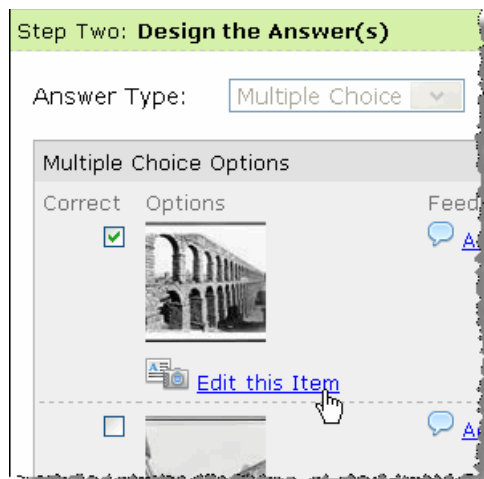 Step Two: Design the Answer(s)
Answer Type: Multiple Choice
Multiple Choice Options
Correct Options
Edit this Item